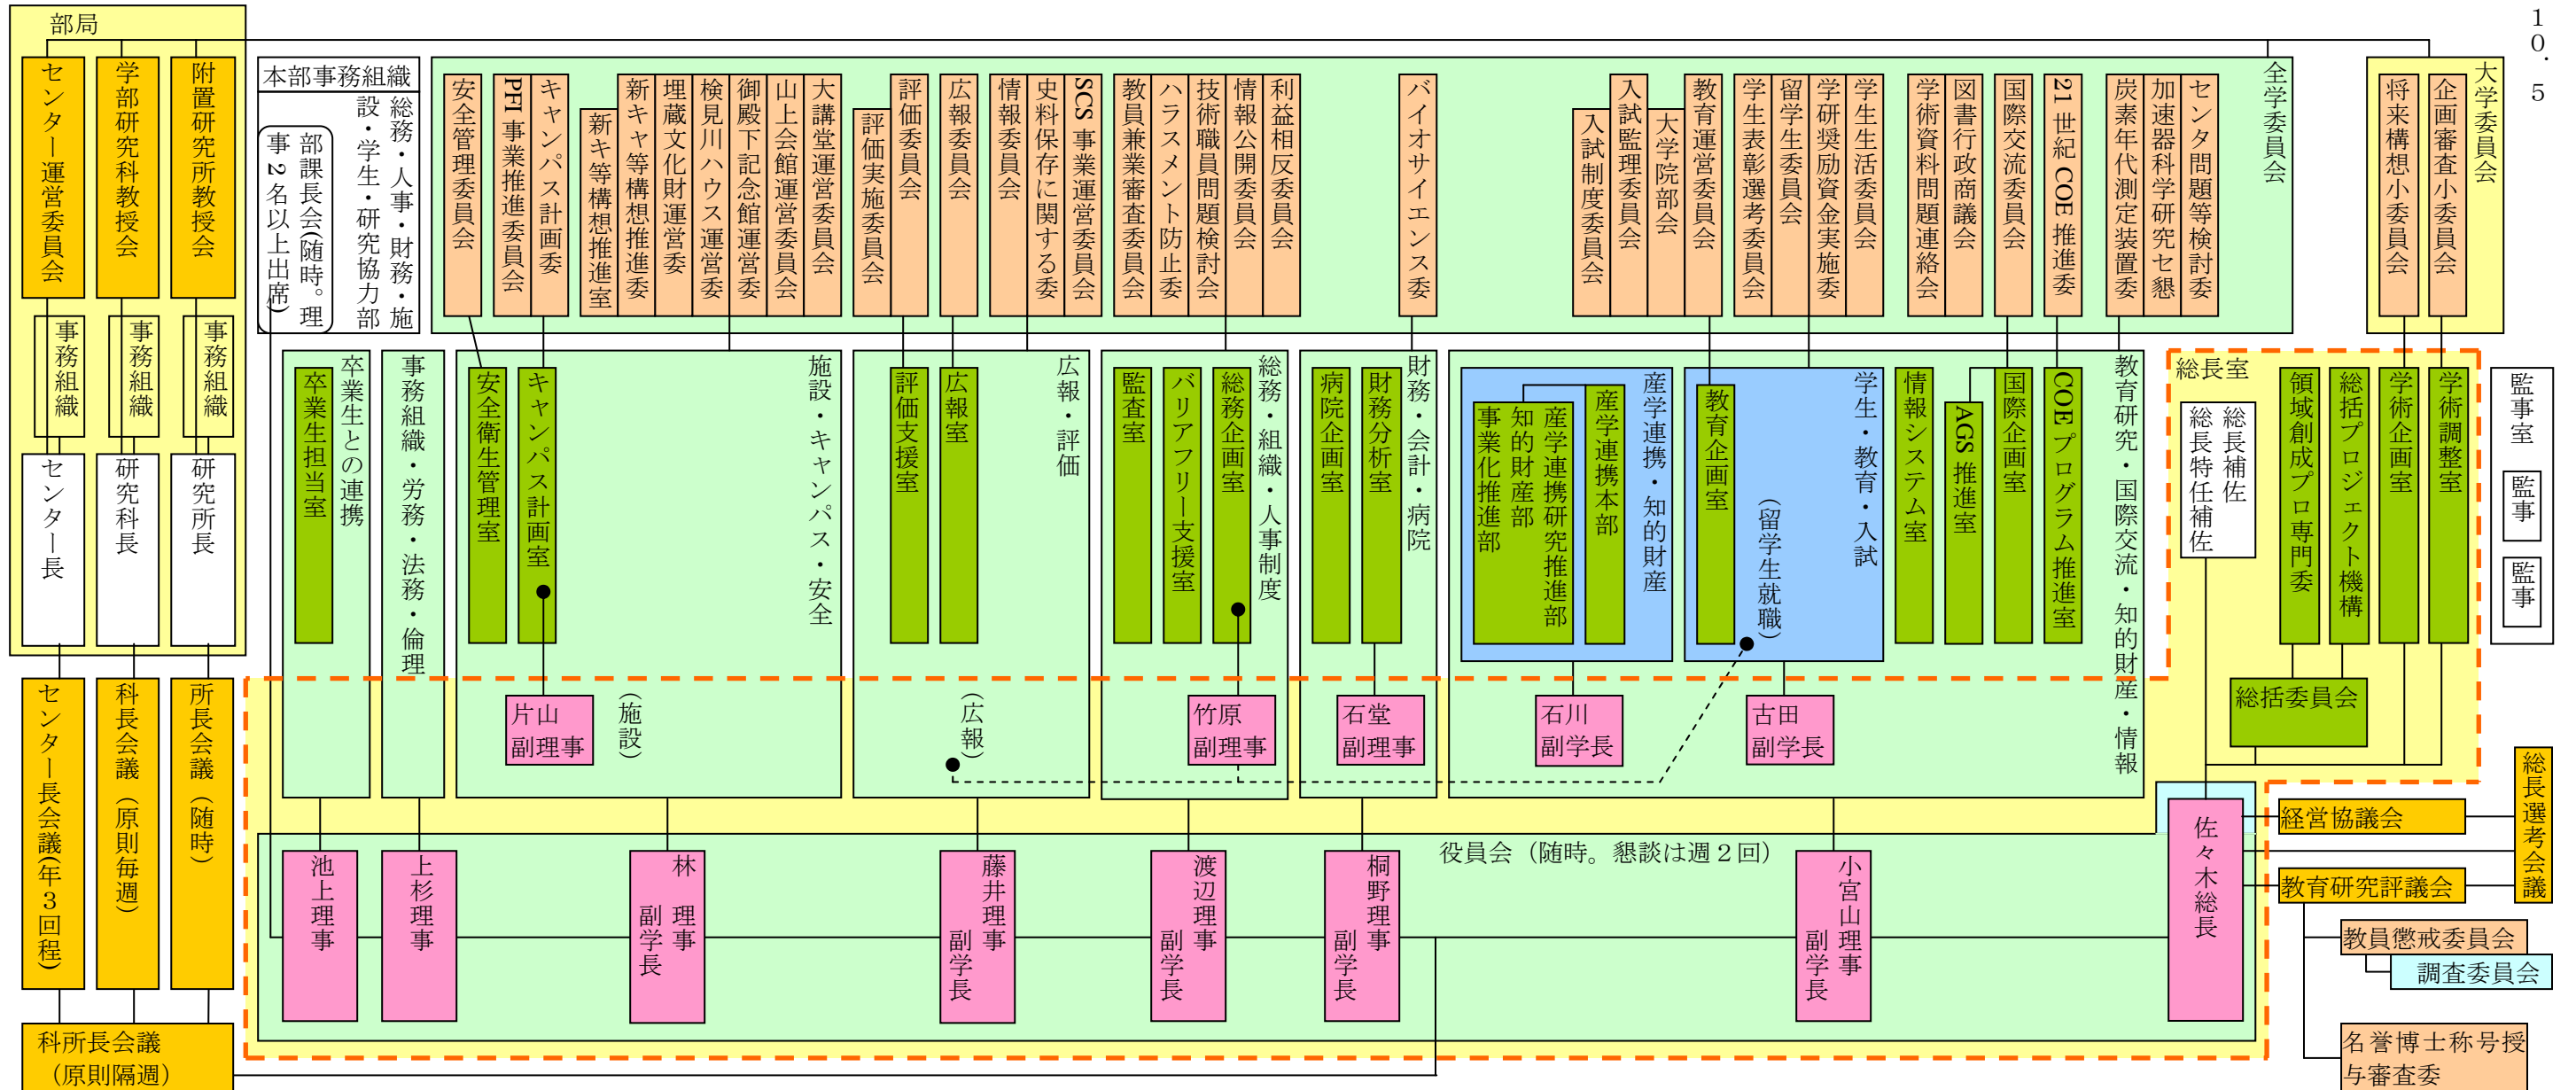 10.5
部局
センター運営委員会
学部研究科教授会
附置研究所教授会
事務組織
事務組織
事務組織
センター長
研究科長
研究所長
センター長会議(年3回程)
科長会議（原則毎週）
所長会議（随時）
科所長会議
（原則隔週）
本部事務組織
総務・人事・財務・施
設・学生・研究協力部
部課長会(随時。理
事2名以上出席)
全学委員会
安全管理委員会
PFI 事業推進委員会
キャンパス計画委
新キ等構想推進室
新キャ等構想推進委
埋蔵文化財運営委
検見川ハウス運営委
御殿下記念館運営委
山上会館運営委員会
大講堂運営委員会
評価実施委員会
評価委員会
広報委員会
情報委員会
史料保存に関する委
SCS 事業運営委員会
教員兼業審査委員会
ハラスメント防止委
技術職員問題検討会
情報公開委員会
利益相反委員会
バイオサイエンス委
入試制度委員会
入試監理委員会
大学院部会
教育運営委員会
学生表彰選考委員会
留学生委員会
学研奨励資金実施委
学生生活委員会
学術資料問題連絡会
図書行政商議会
国際交流委員会
21 世紀 COE 推進委
炭素年代測定装置委
加速器科学研究セ懇
センタ問題等検討委
大学委員会
将来構想小委員会
企画審査小委員会
卒業生との連携
卒業生担当室
事務組織・労務・法務・倫理
施設・キャンパス・安全
安全衛生管理室
キャンパス計画室
片山
副理事
（施設）
広報・評価
評価支援室
広報室
（広報）
総務・組織・人事制度
監査室
バリアフリー支援室
総務企画室
竹原
副理事
財務・会計・病院
病院企画室
財務分析室
石堂
副理事
教育研究・国際交流・知的財産・情報
産学連携・知的財産
産学連携本部
産学連携研究推進部
知的財産部
事業化推進部
石川
副学長
学生・教育・入試
教育企画室
（留学生就職）
古田
副学長
情報システム室
AGS 推進室
国際企画室
COE プログラム推進室
総長室
総長補佐
総長特任補佐
領域創成プロ専門委
総括プロジェクト機構
学術企画室
学術調整室
総括委員会
監事室
監事
監事
役員会（随時。懇談は週2回）
池上理事
上杉理事
林 理事
副学長
藤井理事
副学長
渡辺理事
副学長
桐野理事
副学長
小宮山理事
副学長
佐々木総長
経営協議会
教育研究評議会
総長選考会議
教員懲戒委員会
調査委員会
名誉博士称号授
与審査委